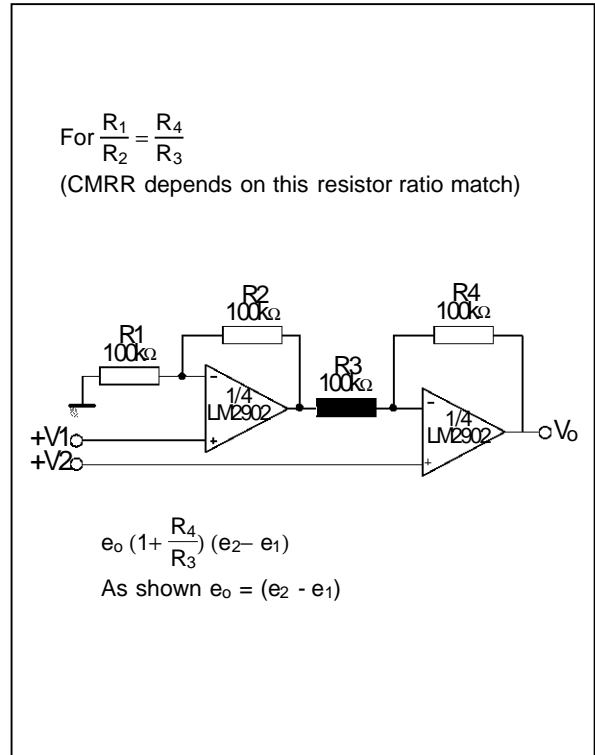 For R₁/R₂ = R₄/R₃
(CMRR depends on this resistor ratio match)
R2
100kΩ
R4
100kΩ
R1
100kΩ
R3
100kΩ
–
1/4
LM2902
+
–
1/4
LM2902
+
+V1
+V2
Vo
eₒ (1+ R₄/R₃) (e₂– e₁)
As shown eₒ = (e₂ - e₁)